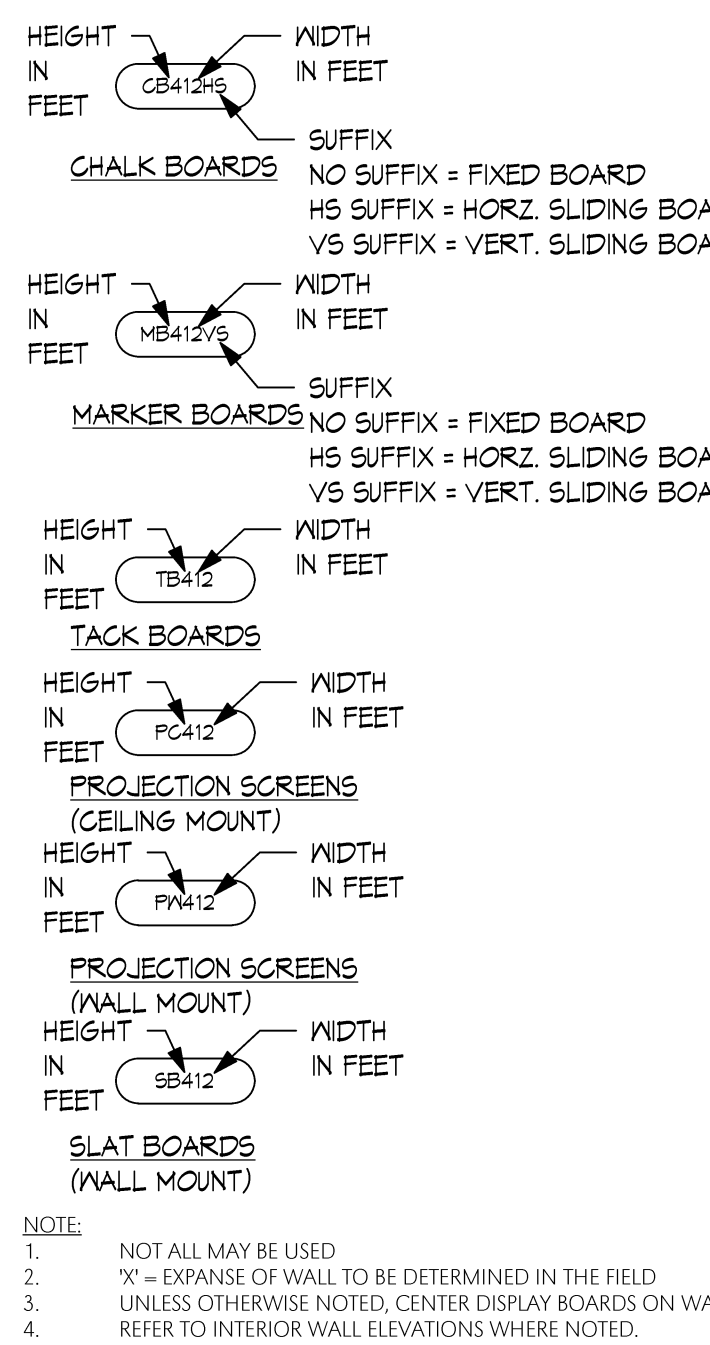 HEIGHT
IN
FEET
WIDTH
IN FEET
CB412HS
SUFFIX
CHALK BOARDS
NO SUFFIX = FIXED BOARD
HS SUFFIX = HORZ. SLIDING
VS SUFFIX = VERT. SLIDING
HEIGHT
IN
FEET
WIDTH
IN FEET
MB412VS
SUFFIX
MARKER BOARDS
NO SUFFIX = FIXED BOARD
HS SUFFIX = HORZ. SLIDING
VS SUFFIX = VERT. SLIDING
HEIGHT
IN
FEET
WIDTH
IN FEET
TB412
TACK BOARDS
HEIGHT
IN
FEET
WIDTH
IN FEET
PC412
PROJECTION SCREENS
(CEILING MOUNT)
HEIGHT
IN
FEET
WIDTH
IN FEET
PW412
PROJECTION SCREENS
(WALL MOUNT)
HEIGHT
IN
FEET
WIDTH
IN FEET
SB412
SLAT BOARDS
(WALL MOUNT)
NOTE:
1. NOT ALL MAY BE USED
2. 'X' = EXPANSE OF WALL TO BE DETERMINED IN THE FIELD
3. UNLESS OTHERWISE NOTED, CENTER DISPLAY BOARDS ON
4. REFER TO INTERIOR WALL ELEVATIONS WHERE NOTED.